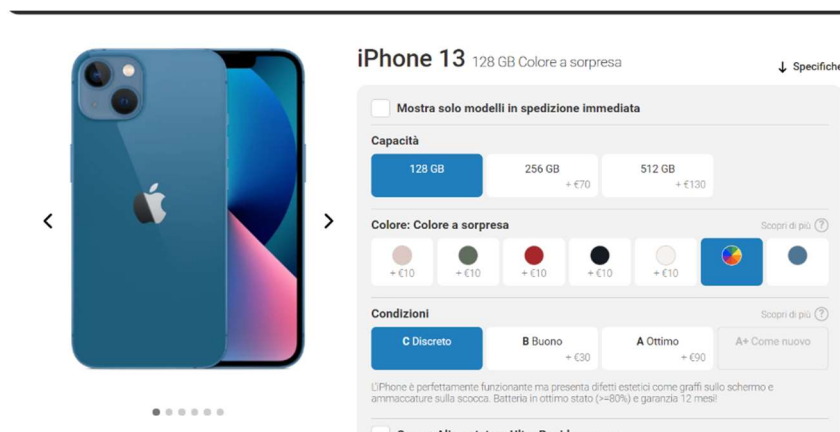 iPhone 13 128 GB Colore a sorpresa
↓ Specifiche
Mostra solo modelli in spedizione immediata
Capacità
128 GB
256 GB
+ €70
512 GB
+ €130
Colore: Colore a sorpresa
Scopri di più ?
+ €10
+ €10
+ €10
+ €10
+ €10
Condizioni
Scopri di più ?
C Discreto
B Buono
+ €30
A Ottimo
+ €90
A+ Come nuovo
L'iPhone è perfettamente funzionante ma presenta difetti estetici come graffi sullo schermo e
ammaccature sulla scocca. Batteria in ottimo stato (>=80%) e garanzia 12 mesi!